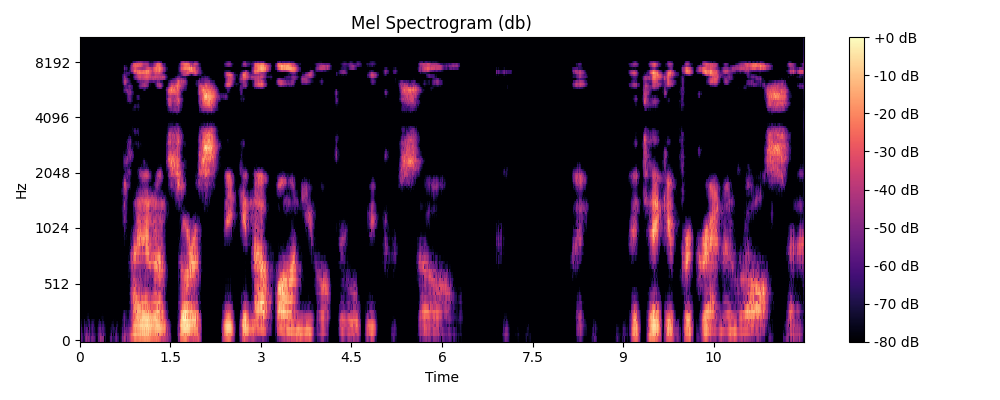 Mel Spectrogram (db)
8192
4096
2048
1024
512
0
Hz
0 1.5 3 4.5 6 7.5 9 10
Time
+0 dB
-10 dB
-20 dB
-30 dB
-40 dB
-50 dB
-60 dB
-70 dB
-80 dB